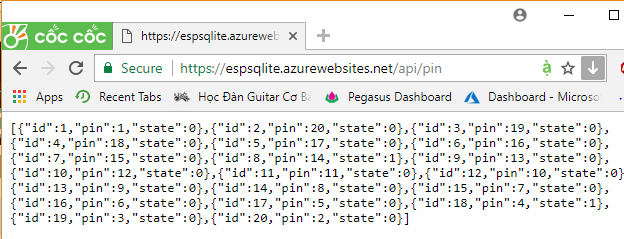 cốc cốc
https://espsqlite.azureweb
Secure https://espsqlite.azurewebsites.net/api/pin ạ
Apps Recent Tabs Học Đàn Guitar Cơ Bả Pegasus Dashboard Dashboard - Microso
[{"id":1,"pin":1,"state":0},{"id":2,"pin":20,"state":0},{"id":3,"pin":19,"state":0},
{"id":4,"pin":18,"state":0},{"id":5,"pin":17,"state":0},{"id":6,"pin":16,"state":0},
{"id":7,"pin":15,"state":0},{"id":8,"pin":14,"state":1},{"id":9,"pin":13,"state":0},
{"id":10,"pin":12,"state":0},{"id":11,"pin":11,"state":0},{"id":12,"pin":10,"state":0
{"id":13,"pin":9,"state":0},{"id":14,"pin":8,"state":0},{"id":15,"pin":7,"state":0},
{"id":16,"pin":6,"state":0},{"id":17,"pin":5,"state":0},{"id":18,"pin":4,"state":1},
{"id":19,"pin":3,"state":0},{"id":20,"pin":2,"state":0}]